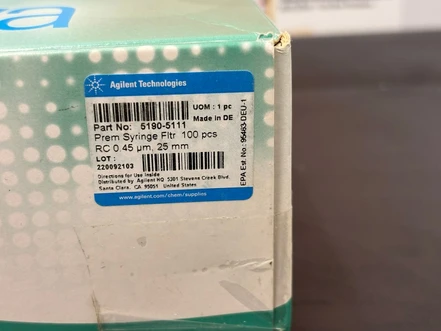 Agilent Technologies
UOM : 1 pc
Made in DE
Part No: 5190-5111
Prem Syringe Fltr 100 pcs
RC 0.45 µm, 25 mm
LOT :
220092103
Directions for Use Inside
Distributed by Agilent HQ 5301 Stevens Creek Blvd.
Santa Clara, CA 95051 United States
www.agilent.com/chem/supplies
EPA Est No.: 95463-DEU-1